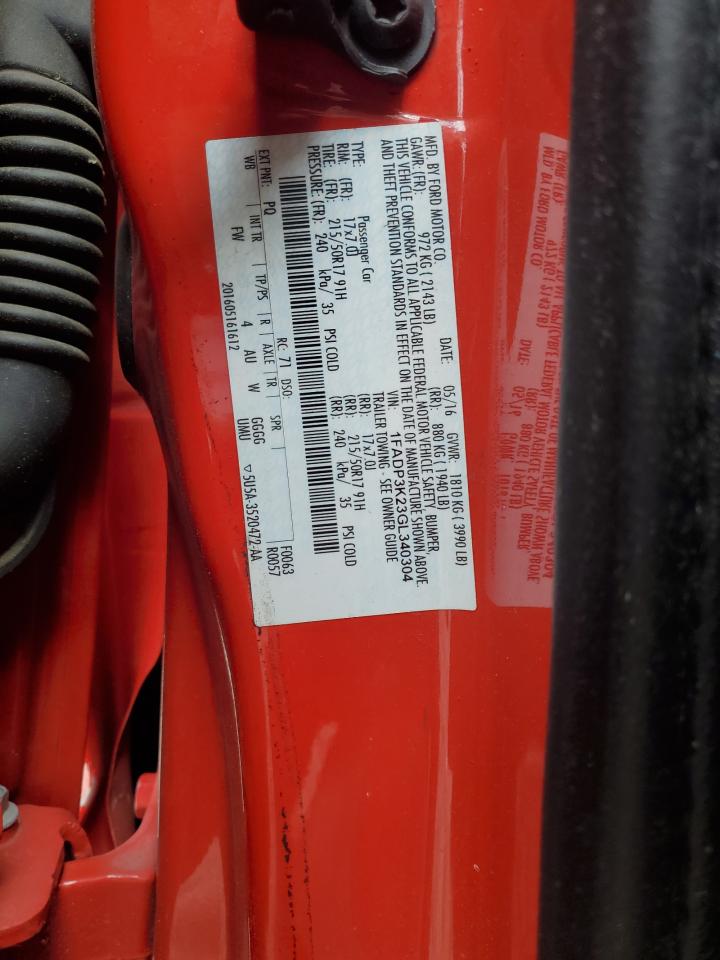 MFD. BY FORD MOTOR CO.
DATE: 05/16 GVWR: 1810 KG ( 3990 LB)
GAWR: (FR): 972 KG ( 2143 LB) (RR): 880 KG ( 1940 LB)
THIS VEHICLE CONFORMS TO ALL APPLICABLE FEDERAL MOTOR VEHICLE SAFETY, BUMPER,
AND THEFT PREVENTION STANDARDS IN EFFECT ON THE DATE OF MANUFACTURE SHOWN ABOVE.
VIN: 1FADP3K23GL340304
TYPE: Passenger Car TRAILER TOWING - SEE OWNER GUIDE
RIM: (FR): 17x7.0J (RR): 17x7.0J
TIRE: (FR): 215/50R17 91H (RR): 215/50R17 91H
PRESSURE: (FR): 240 kPa/ 35 PSI COLD (RR): 240 kPa/ 35 PSI COLD
EXT PNT: PQ RC: 71 DSO: F0063
R0057
WB INT TR TP/PS R AXLE TR SPR
FW 4 AU W GGGG UMU
201605161612 ▽5U5A-3520472-AA